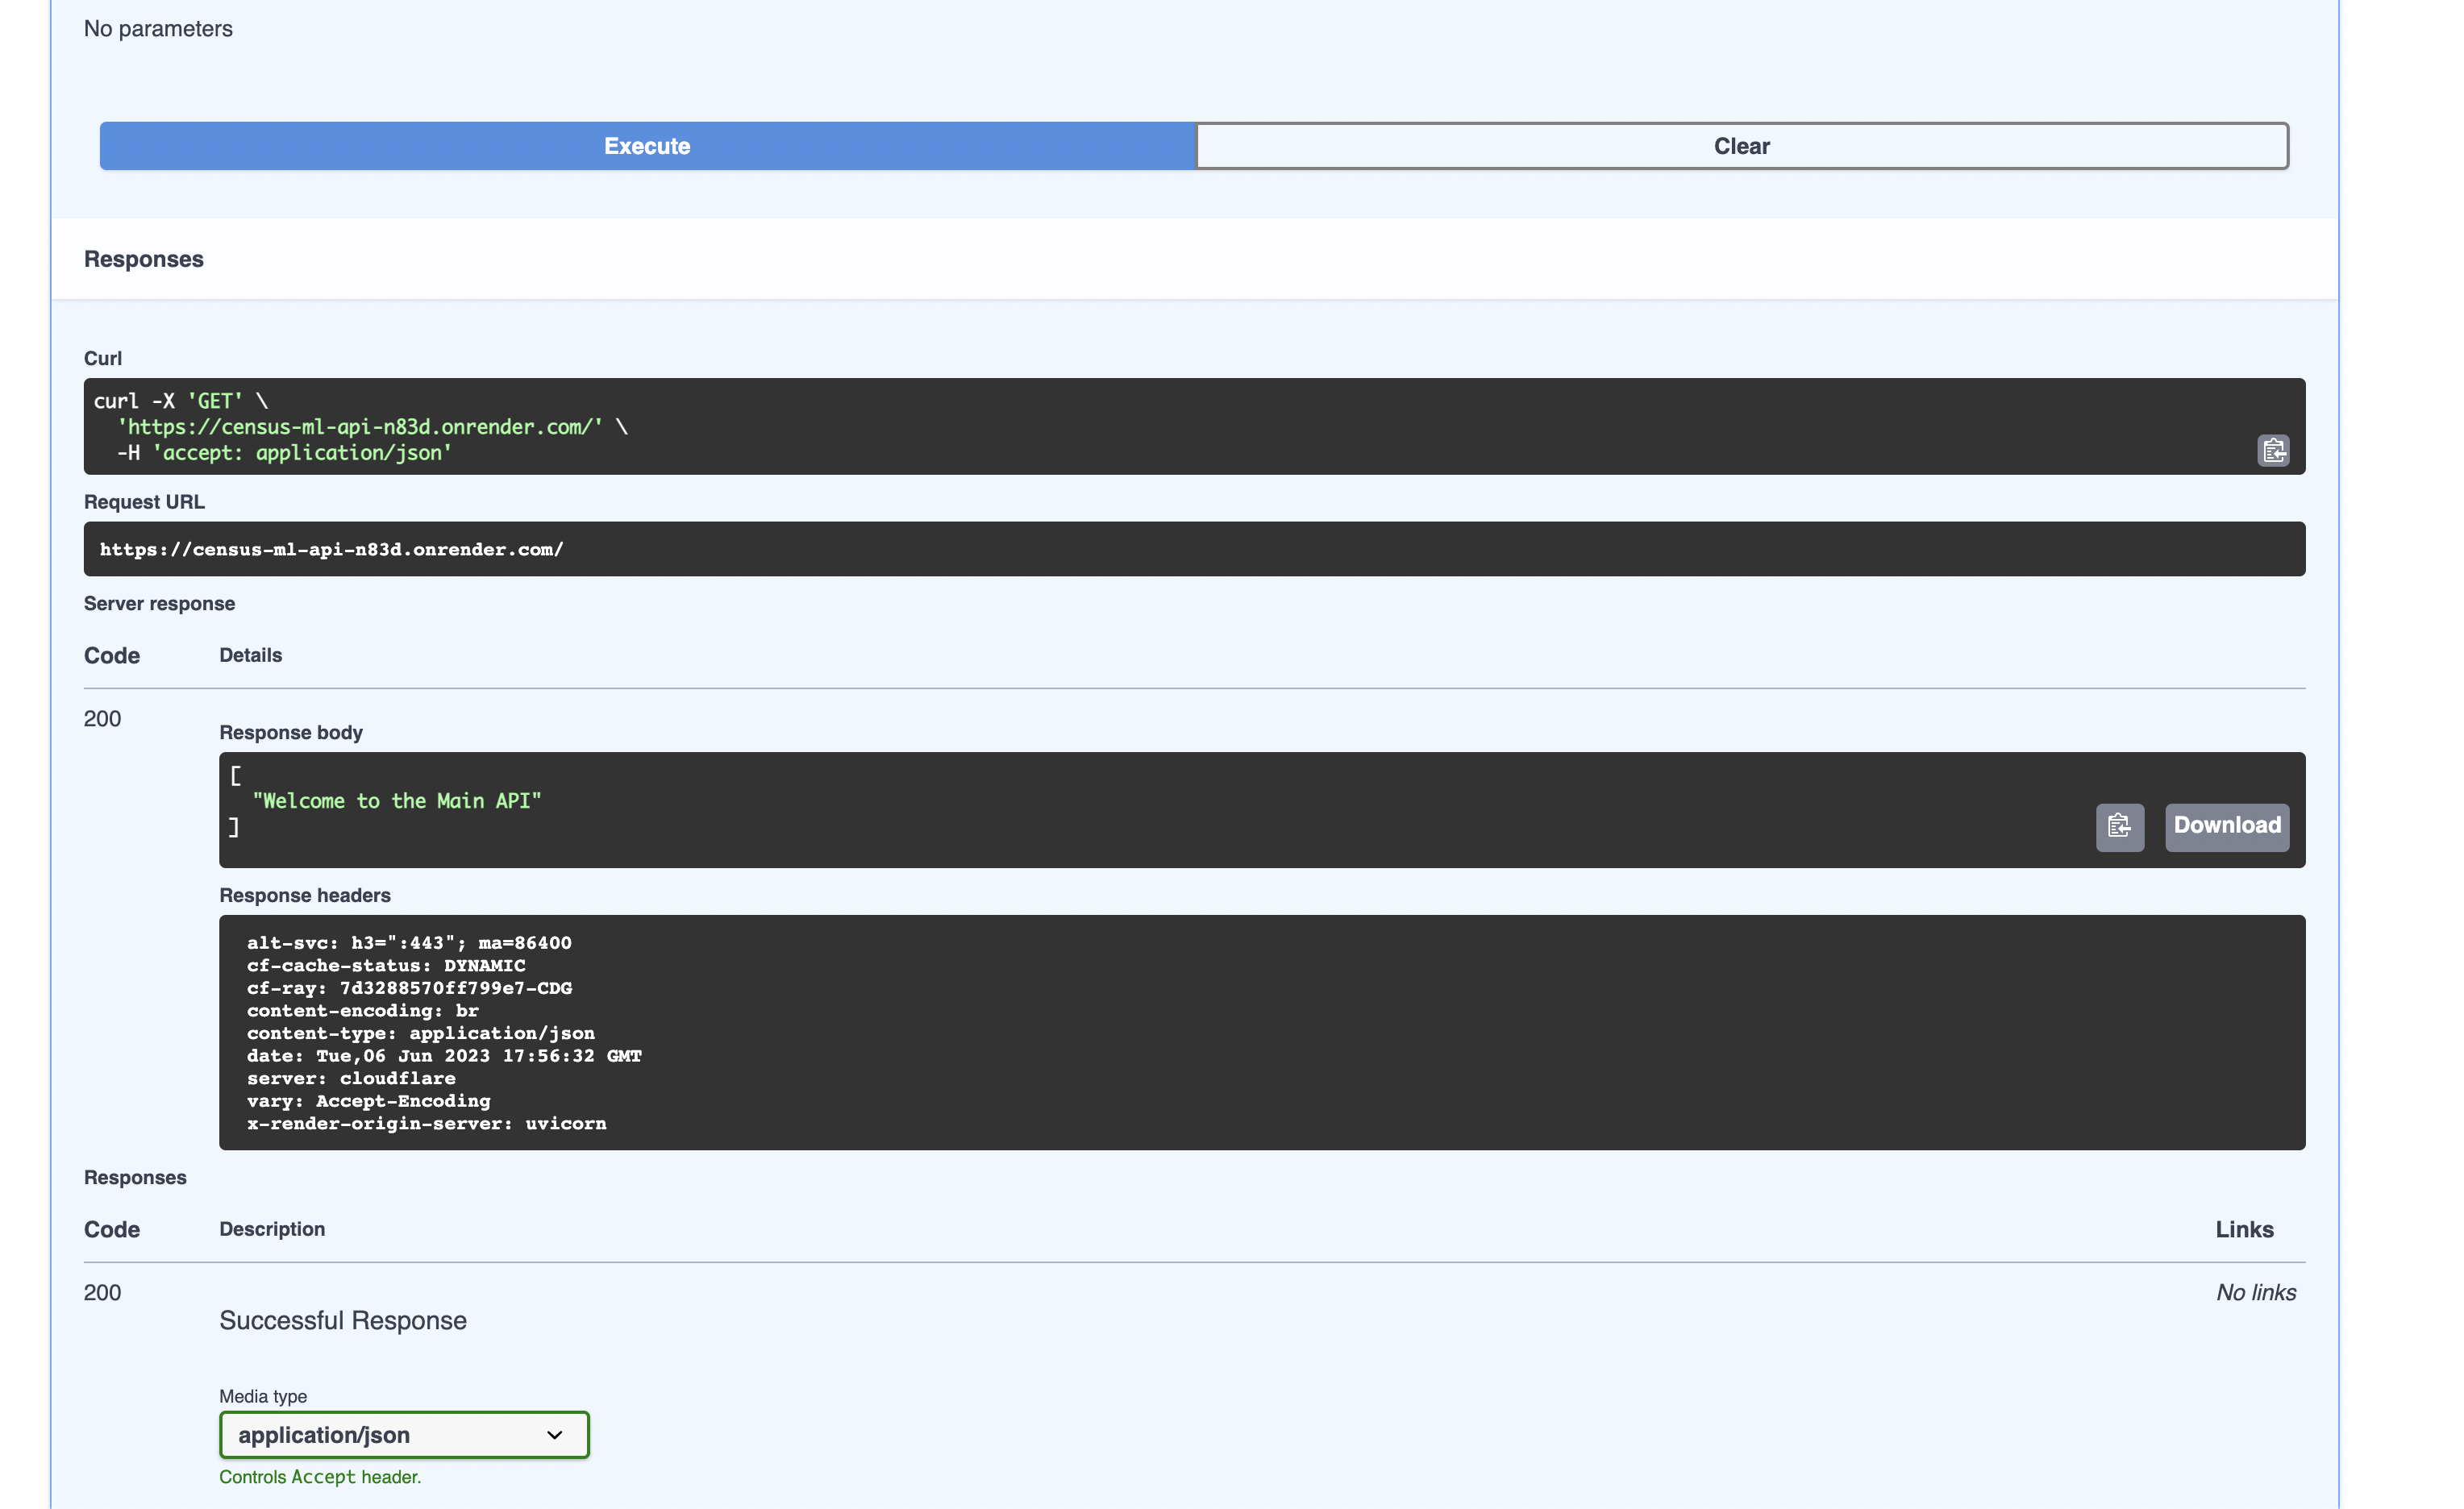 No parameters
Execute
Clear
Responses
Curl
curl -X 'GET' \
'https://census-ml-api-n83d.onrender.com/' \
-H 'accept: application/json'
Request URL
https://census-ml-api-n83d.onrender.com/
Server response
Code Details
200
Response body
[
"Welcome to the Main API"
]
Download
Response headers
alt-svc: h3=":443"; ma=86400
cf-cache-status: DYNAMIC
cf-ray: 7d3288570ff799e7-CDG
content-encoding: br
content-type: application/json
date: Tue,06 Jun 2023 17:56:32 GMT
server: cloudflare
vary: Accept-Encoding
x-render-origin-server: uvicorn
Responses
Code Description Links
200 No links
Successful Response
Media type
application/json
Controls Accept header.